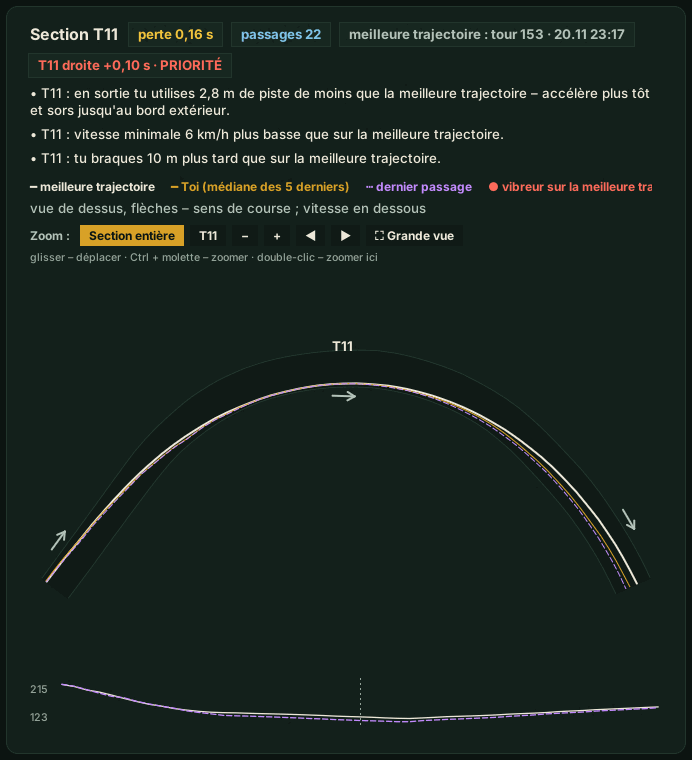 Section T11 perte 0,16 s passages 22 meilleure trajectoire : tour 153 · 20.11 23:17
T11 droite +0,10 s · PRIORITÉ
• T11 : en sortie tu utilises 2,8 m de piste de moins que la meilleure trajectoire – accélère plus tôt
et sors jusqu'au bord extérieur.
• T11 : vitesse minimale 6 km/h plus basse que sur la meilleure trajectoire.
• T11 : tu braques 10 m plus tard que sur la meilleure trajectoire.
meilleure trajectoire Toi (médiane des 5 derniers) dernier passage vibreur sur la meilleure tra
vue de dessus, flèches – sens de course ; vitesse en dessous
Zoom : Section entière T11 − + ◀ ▶ ⛶ Grande vue
glisser – déplacer · Ctrl + molette – zoomer · double-clic – zoomer ici
T11
215
123